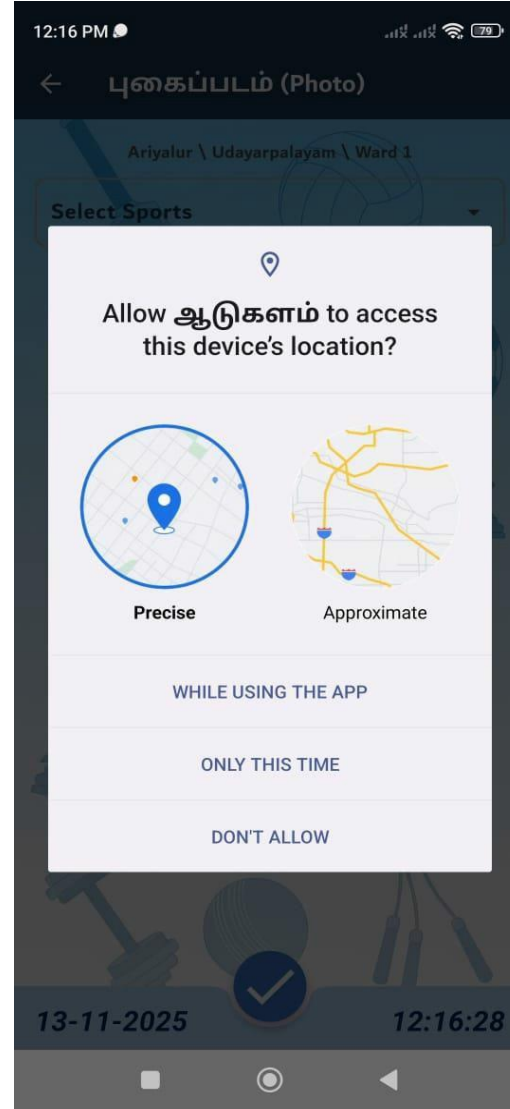 12:16 PM 79
புகைப்படம் (Photo)
Ariyalur \ Udayarpalayam \ Ward 1
Select Sports
Allow ஆடுகளம் to access
this device's location?
Precise Approximate
WHILE USING THE APP
ONLY THIS TIME
DON'T ALLOW
13-11-2025 12:16:28